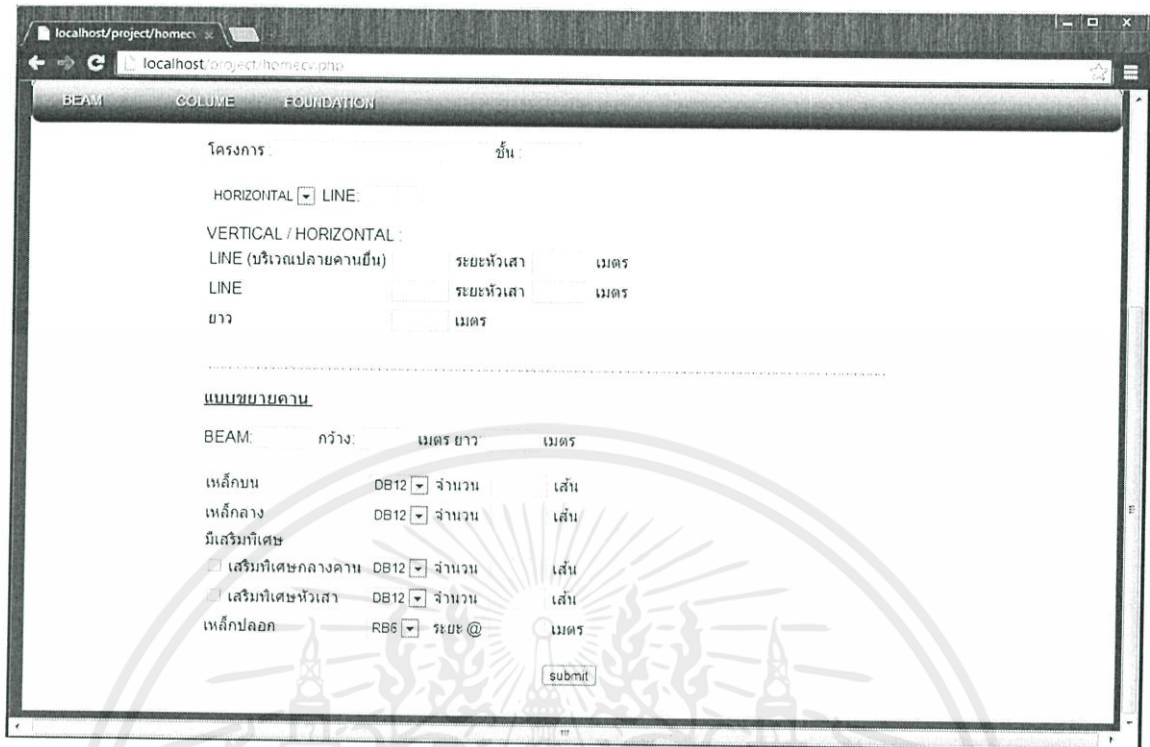 localhost/project/homecv
localhost/project/homecv.php
BEAM COLUME FOUNDATION
โครงการ : ชั้น :
HORIZONTAL LINE:
VERTICAL / HORIZONTAL :
LINE (บริเวณปลายคานยื่น) ระยะหัวเสา เมตร
LINE ระยะหัวเสา เมตร
ยาว เมตร
แบบขยายคาน
BEAM: กว้าง: เมตร ยาว: เมตร
เหล็กบน DB12 จำนวน เส้น
เหล็กลาง DB12 จำนวน เส้น
มีเสริมพิเศษ
เสริมพิเศษกลางคาน DB12 จำนวน เส้น
เสริมพิเศษหัวเสา DB12 จำนวน เส้น
เหล็กปลอก RB6 ระยะ @ เมตร
submit